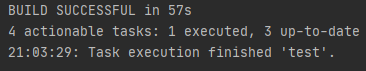 BUILD SUCCESSFUL in 57s
4 actionable tasks: 1 executed, 3 up-to-date
21:03:29: Task execution finished 'test'.